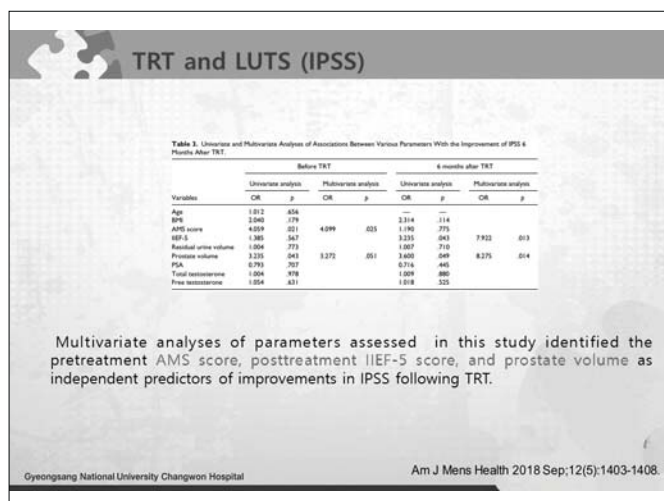 TRT and LUTS (IPSS)
Table 3. Univariate and Multivariate Analyses of Associations Between Various Parameters With the Improvement of IPSS 6
Months After TRT.
Before TRT 6 months after TRT
Univariate analysis Multivariate analysis Univariate analysis Multivariate analysis
Variables OR p OR p OR p OR p
Age 1.012 .656 — —
BMI 2.040 .179 2.314 .114
AMS score 4.059 .021 4.099 .025 1.190 .775
IIEF-5 1.385 .567 3.235 .043 7.922 .013
Residual urine volume 1.004 .773 1.007 .710
Prostate volume 3.235 .043 3.272 .051 3.600 .049 8.275 .014
PSA 0.793 .707 0.716 .445
Total testosterone 1.004 .978 1.009 .880
Free testosterone 1.054 .631 1.018 .525
Multivariate analyses of parameters assessed in this study identified the
pretreatment AMS score, posttreatment IIEF-5 score, and prostate volume as
independent predictors of improvements in IPSS following TRT.
Gyeongsang National University Changwon Hospital
Am J Mens Health 2018 Sep;12(5):1403-1408.